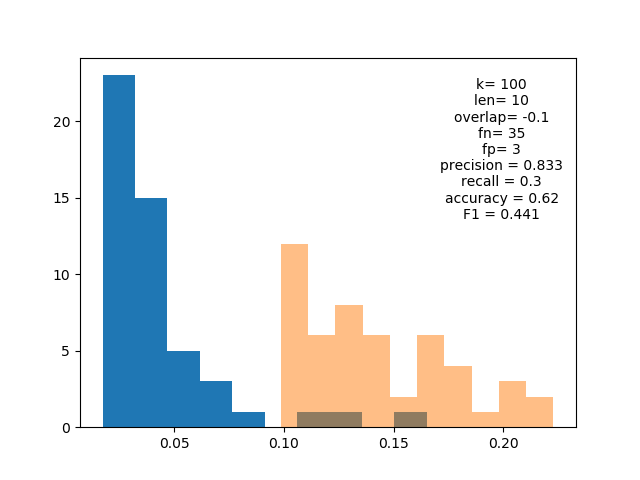 k= 100
len= 10
overlap= -0.1
fn= 35
fp= 3
precision = 0.833
recall = 0.3
accuracy = 0.62
F1 = 0.441
20
15
10
5
0
0.05 0.10 0.15 0.20